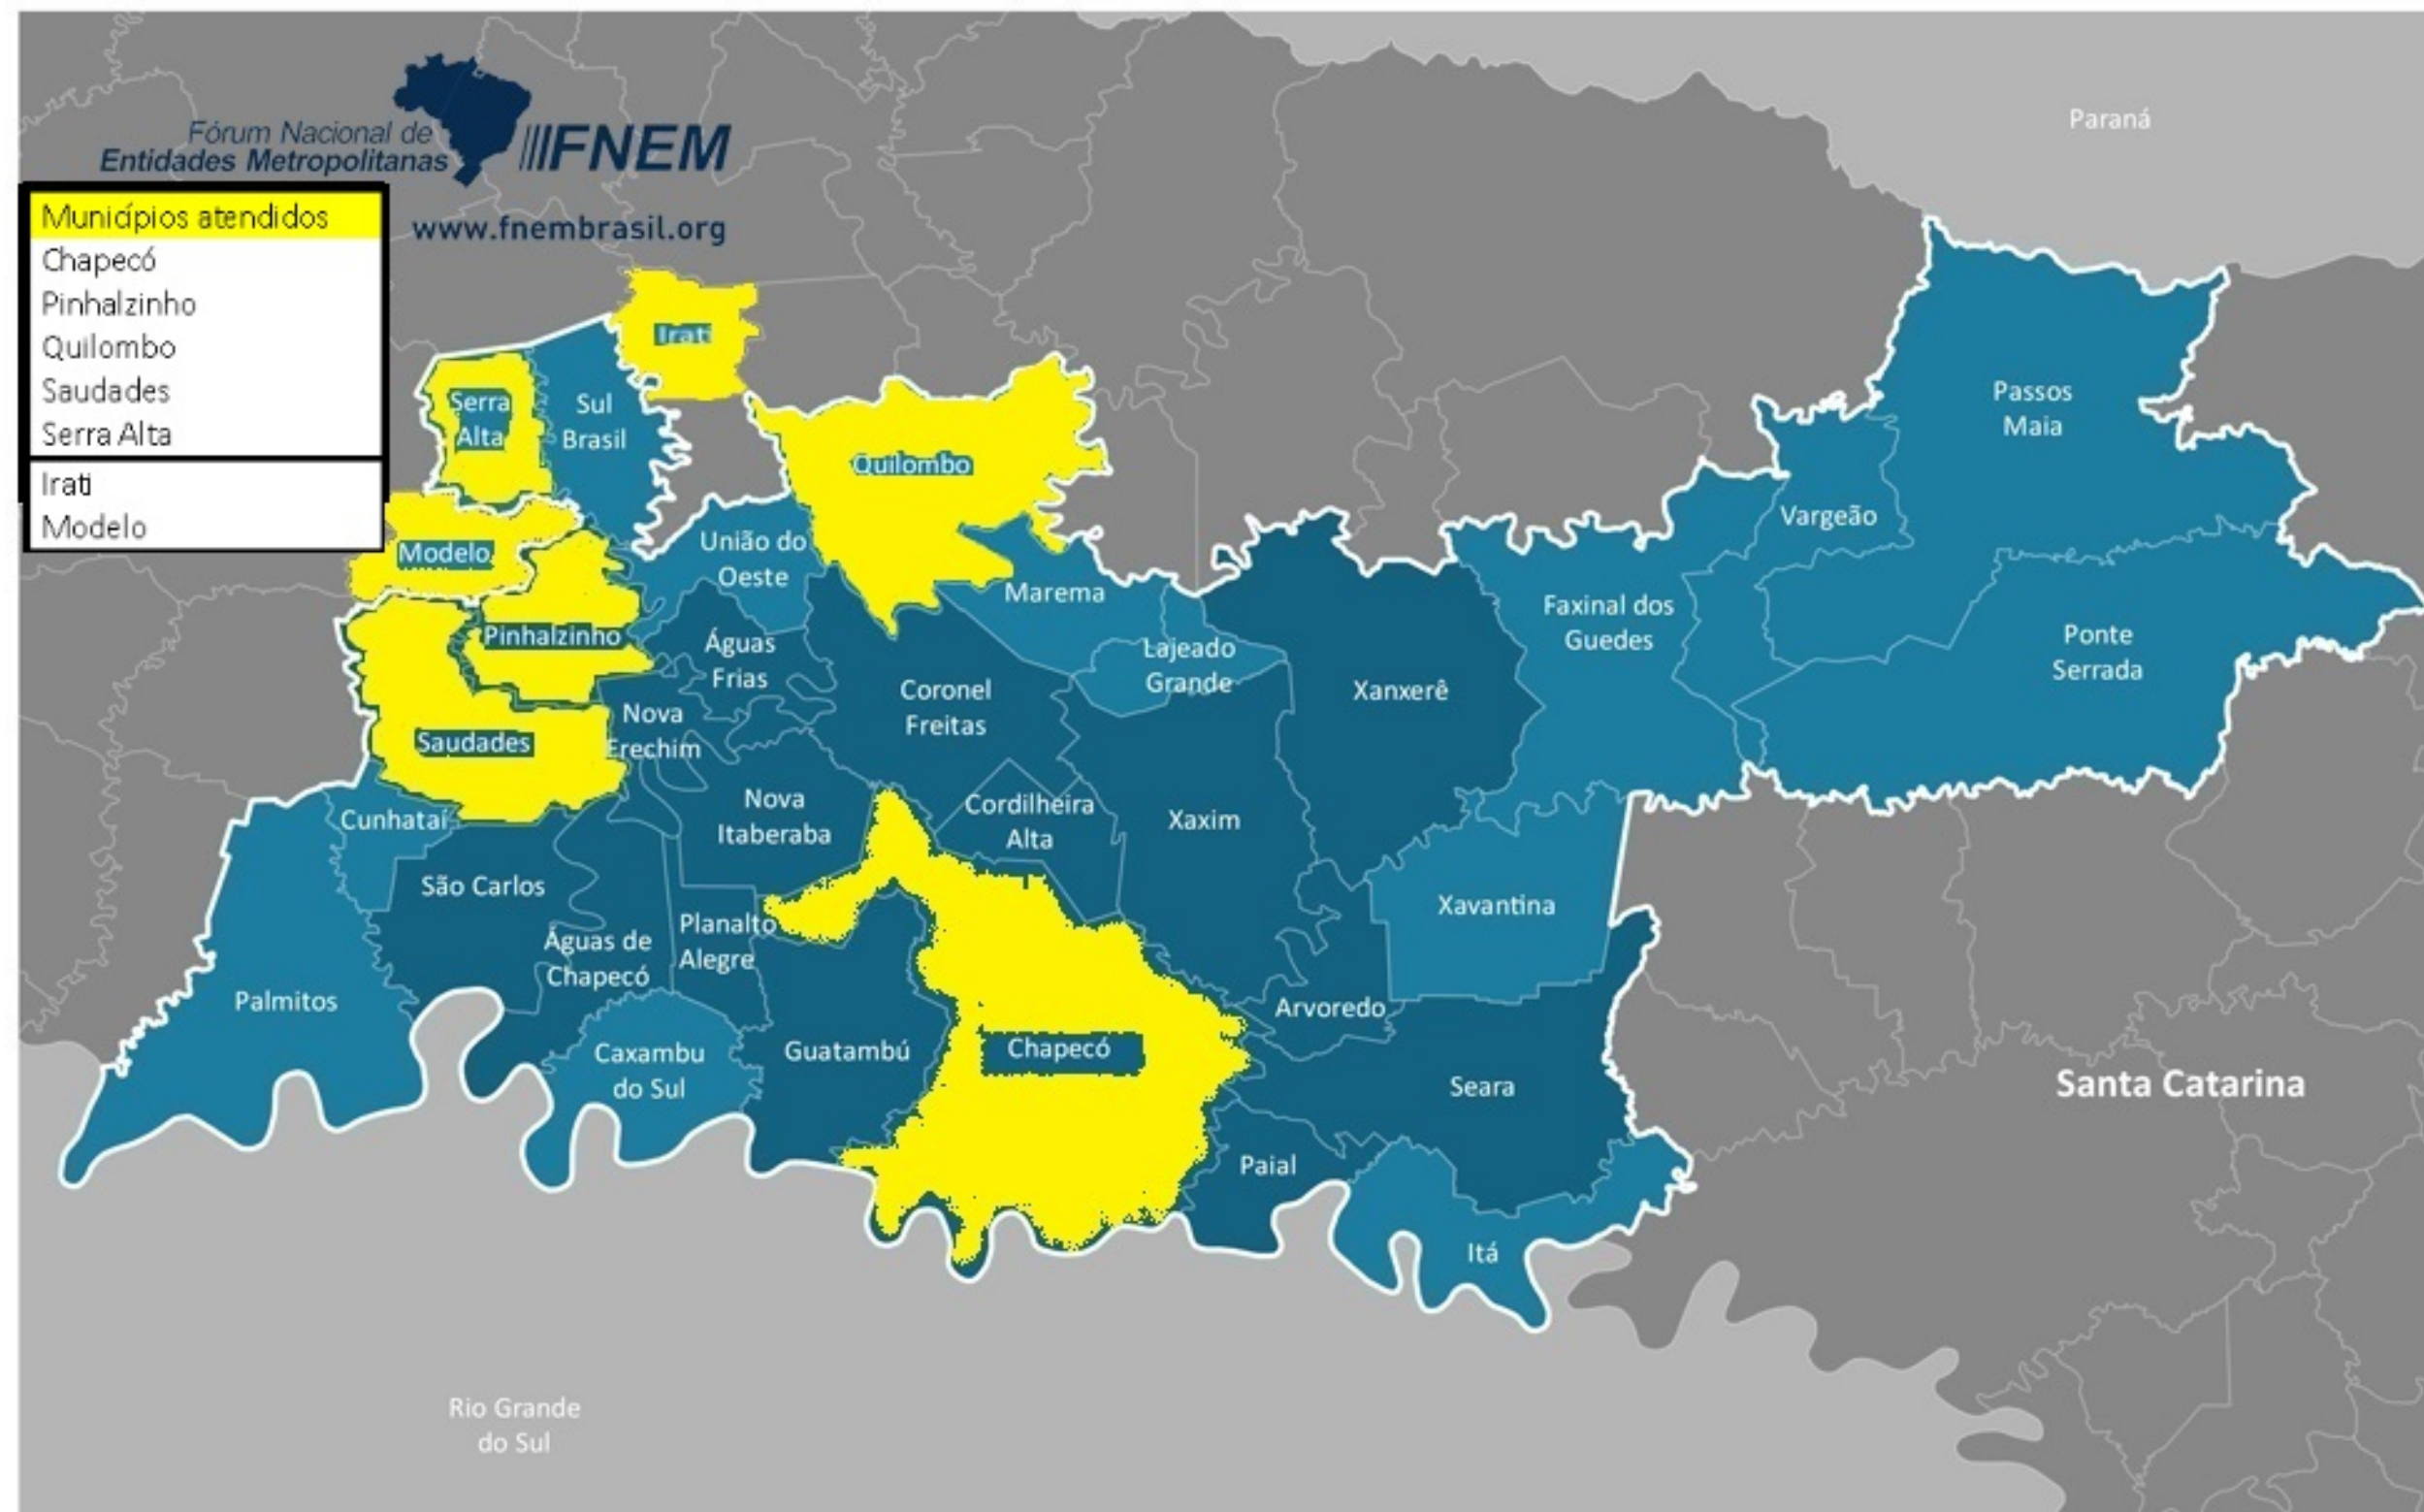 Fórum Nacional de
Entidades Metropolitanas
FNEM
www.fnembrasil.org
Municípios atendidos
Chapecó
Pinhalzinho
Quilombo
Saudades
Serra Alta
Irati
Modelo
Paraná
Irati
Serra
Alta
Sul
Brasil
Quilombo
Passos
Maia
Vargeão
Modelo
União do
Oeste
Marema
Faxinal dos
Guedes
Ponte
Serrada
Pinhalzinho
Águas
Frias
Lajeado
Grande
Coronel
Freitas
Xanxerê
Nova
Erechim
Saudades
Cunhataí
Nova
Itaberaba
Cordilheira
Alta
Xaxim
São Carlos
Xavantina
Planalto
Alegre
Águas de
Chapecó
Palmitos
Arvoredo
Caxambu
do Sul
Guatambú
Chapecó
Seara
Santa Catarina
Paial
Itá
Rio Grande
do Sul